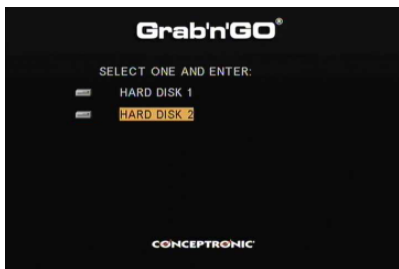 Grab'n'GO®
SELECT ONE AND ENTER:
HARD DISK 1
HARD DISK 2
CONCEPTRONIC